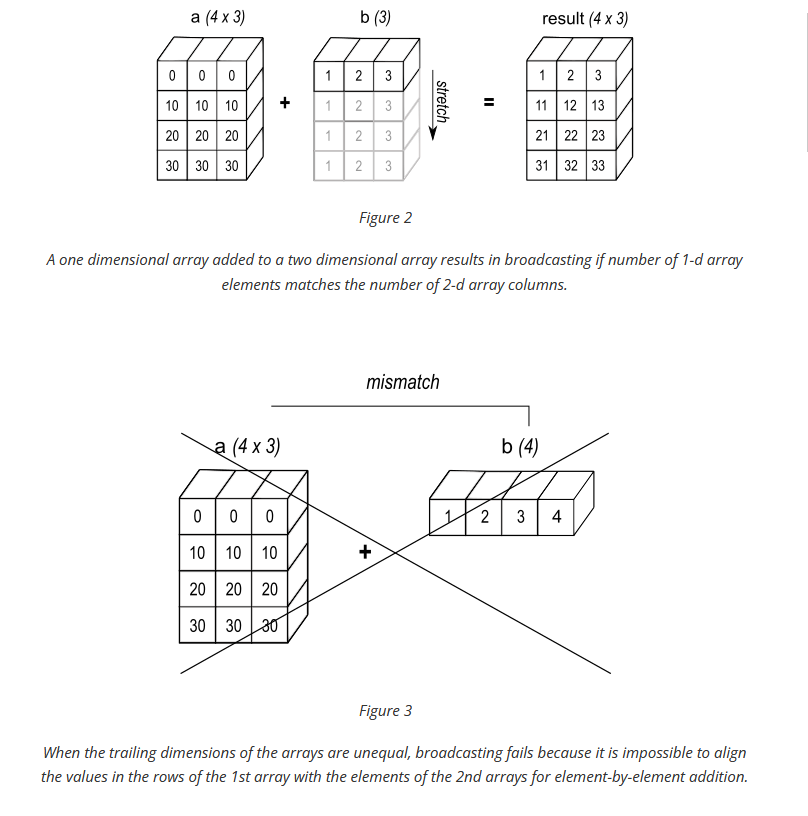 a (4 x 3) b (3) result (4 x 3)
0 0 0 1 2 3 1 2 3
10 10 10 + 1 2 3 stretch = 11 12 13
20 20 20 1 2 3 21 22 23
30 30 30 1 2 3 31 32 33
Figure 2
A one dimensional array added to a two dimensional array results in broadcasting if number of 1-d array
elements matches the number of 2-d array columns.
mismatch
a (4 x 3) b (4)
0 0 0 1 2 3 4
10 10 10 +
20 20 20
30 30 30
Figure 3
When the trailing dimensions of the arrays are unequal, broadcasting fails because it is impossible to align
the values in the rows of the 1st array with the elements of the 2nd arrays for element-by-element addition.